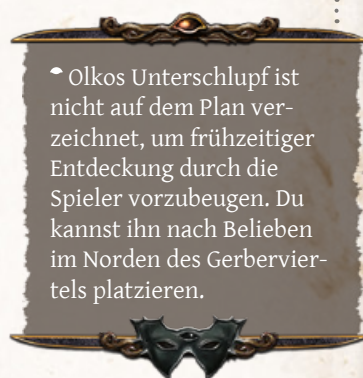 Olkos Unterschlupf ist
nicht auf dem Plan ver-
zeichnet, um frühzeitiger
Entdeckung durch die
Spieler vorzubeugen. Du
kannst ihn nach Belieben
im Norden des Gerbervier-
tels platzieren.